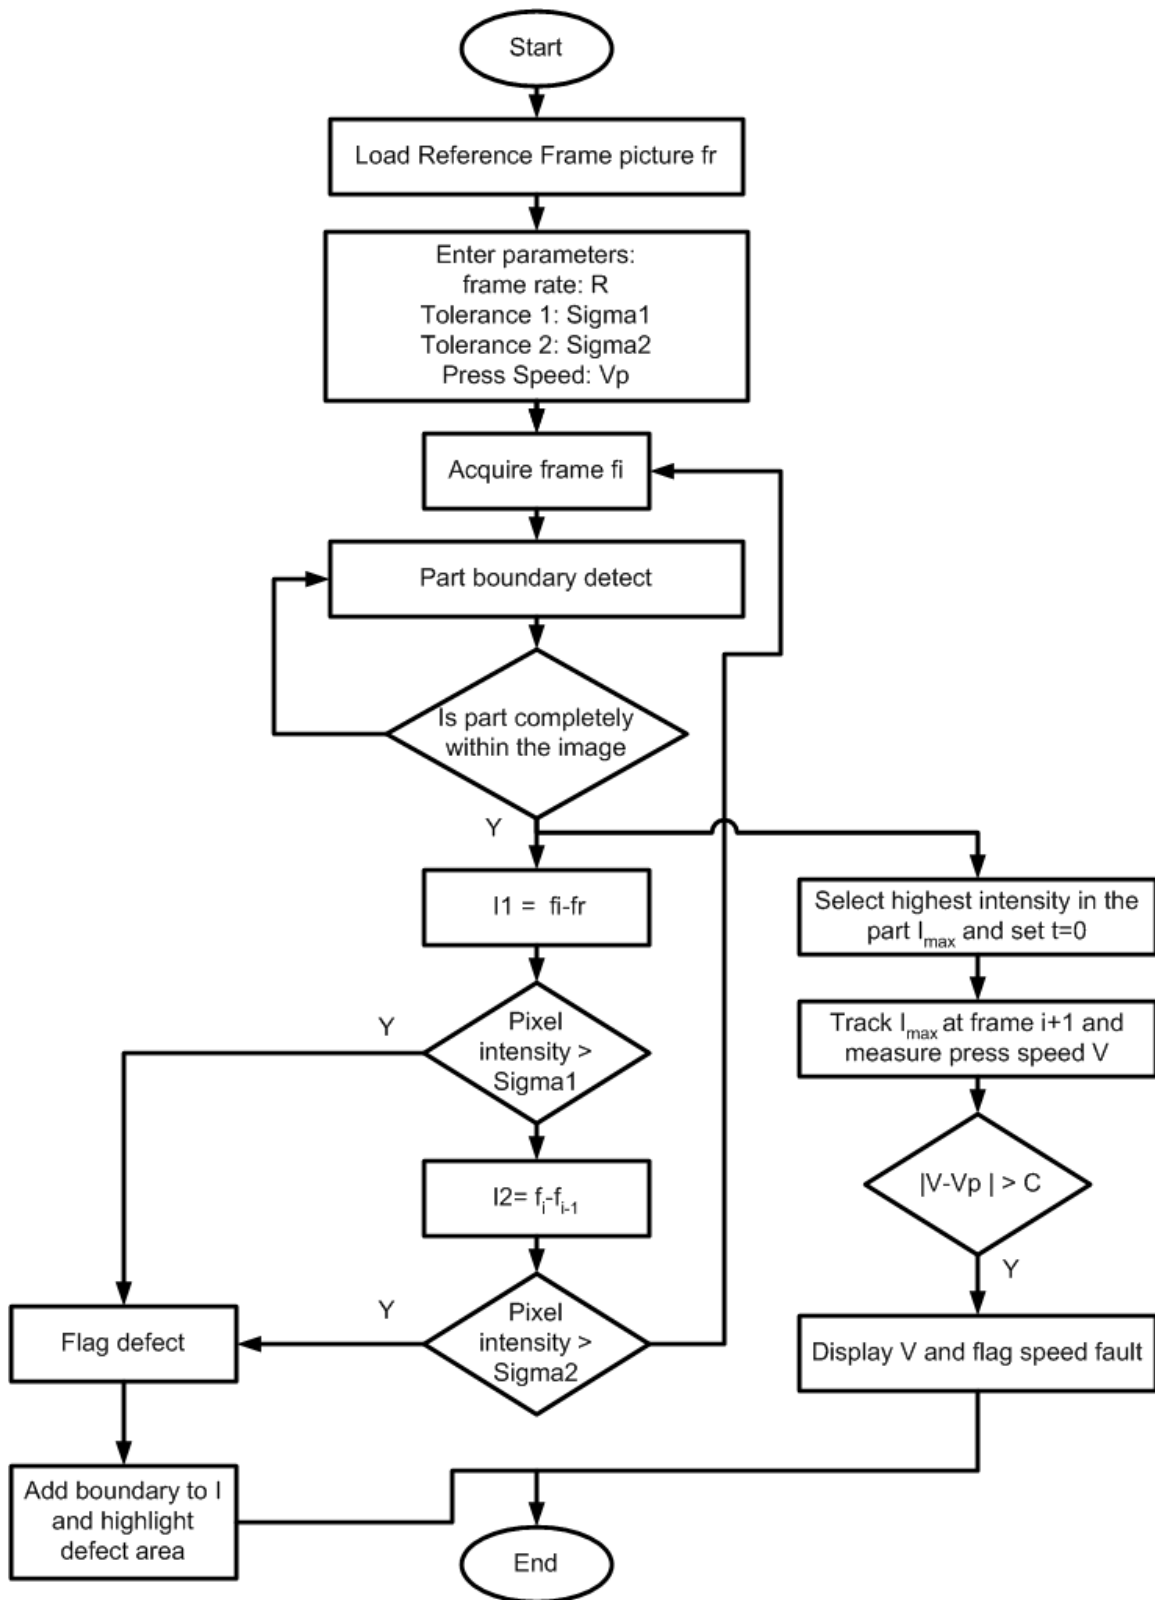 Start
Load Reference Frame picture fr
Enter parameters:
frame rate: R
Tolerance 1: Sigma1
Tolerance 2: Sigma2
Press Speed: Vp
Acquire frame fi
Part boundary detect
Is part completely
within the image
Y
I1 = fi-fr
Select highest intensity in the
part Imax and set t=0
Track Imax at frame i+1 and
measure press speed V
Y
Pixel
intensity >
Sigma1
|V-Vp | > C
Y
I2= fi-fi-1
Y
Pixel
intensity >
Sigma2
Flag defect
Display V and flag speed fault
Add boundary to I
and highlight
defect area
End